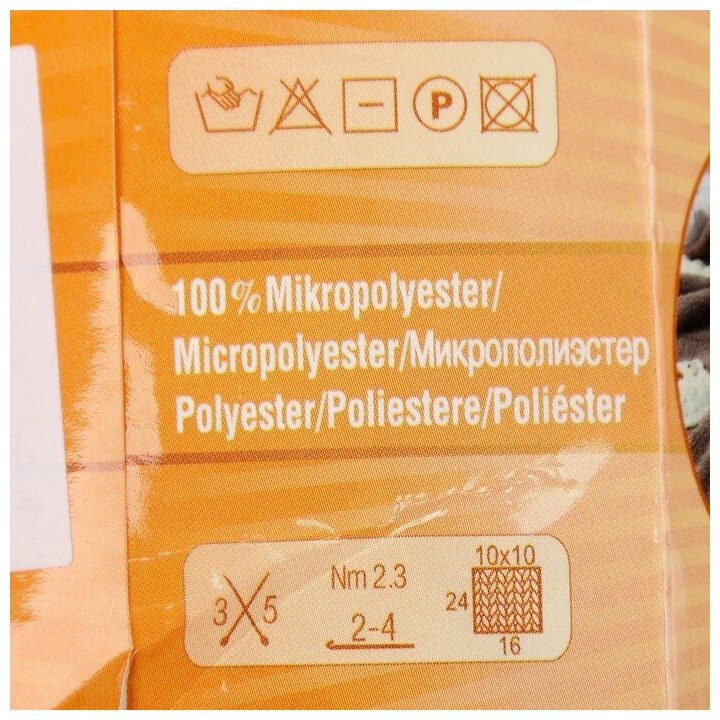 P
100% Mikropolyester/
Micropolyester/Микрополиэстер
Polyester/Poliestere/Poliéster
3 5
Nm 2.3
2-4
10x10
24
16